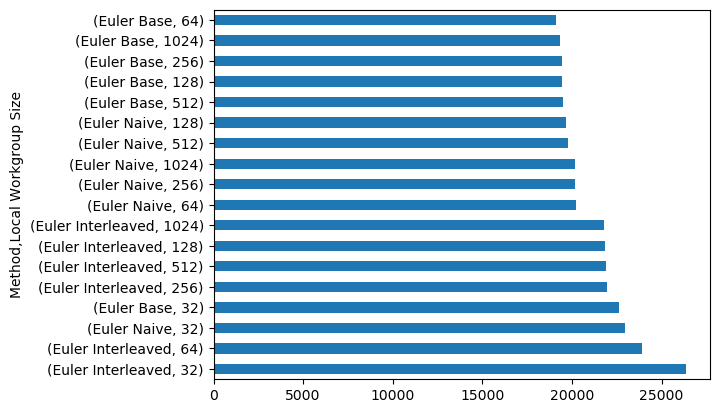 Method,Local Workgroup Size
(Euler Base, 64)
(Euler Base, 1024)
(Euler Base, 256)
(Euler Base, 128)
(Euler Base, 512)
(Euler Naive, 128)
(Euler Naive, 512)
(Euler Naive, 1024)
(Euler Naive, 256)
(Euler Naive, 64)
(Euler Interleaved, 1024)
(Euler Interleaved, 128)
(Euler Interleaved, 512)
(Euler Interleaved, 256)
(Euler Base, 32)
(Euler Naive, 32)
(Euler Interleaved, 64)
(Euler Interleaved, 32)
0 5000 10000 15000 20000 25000